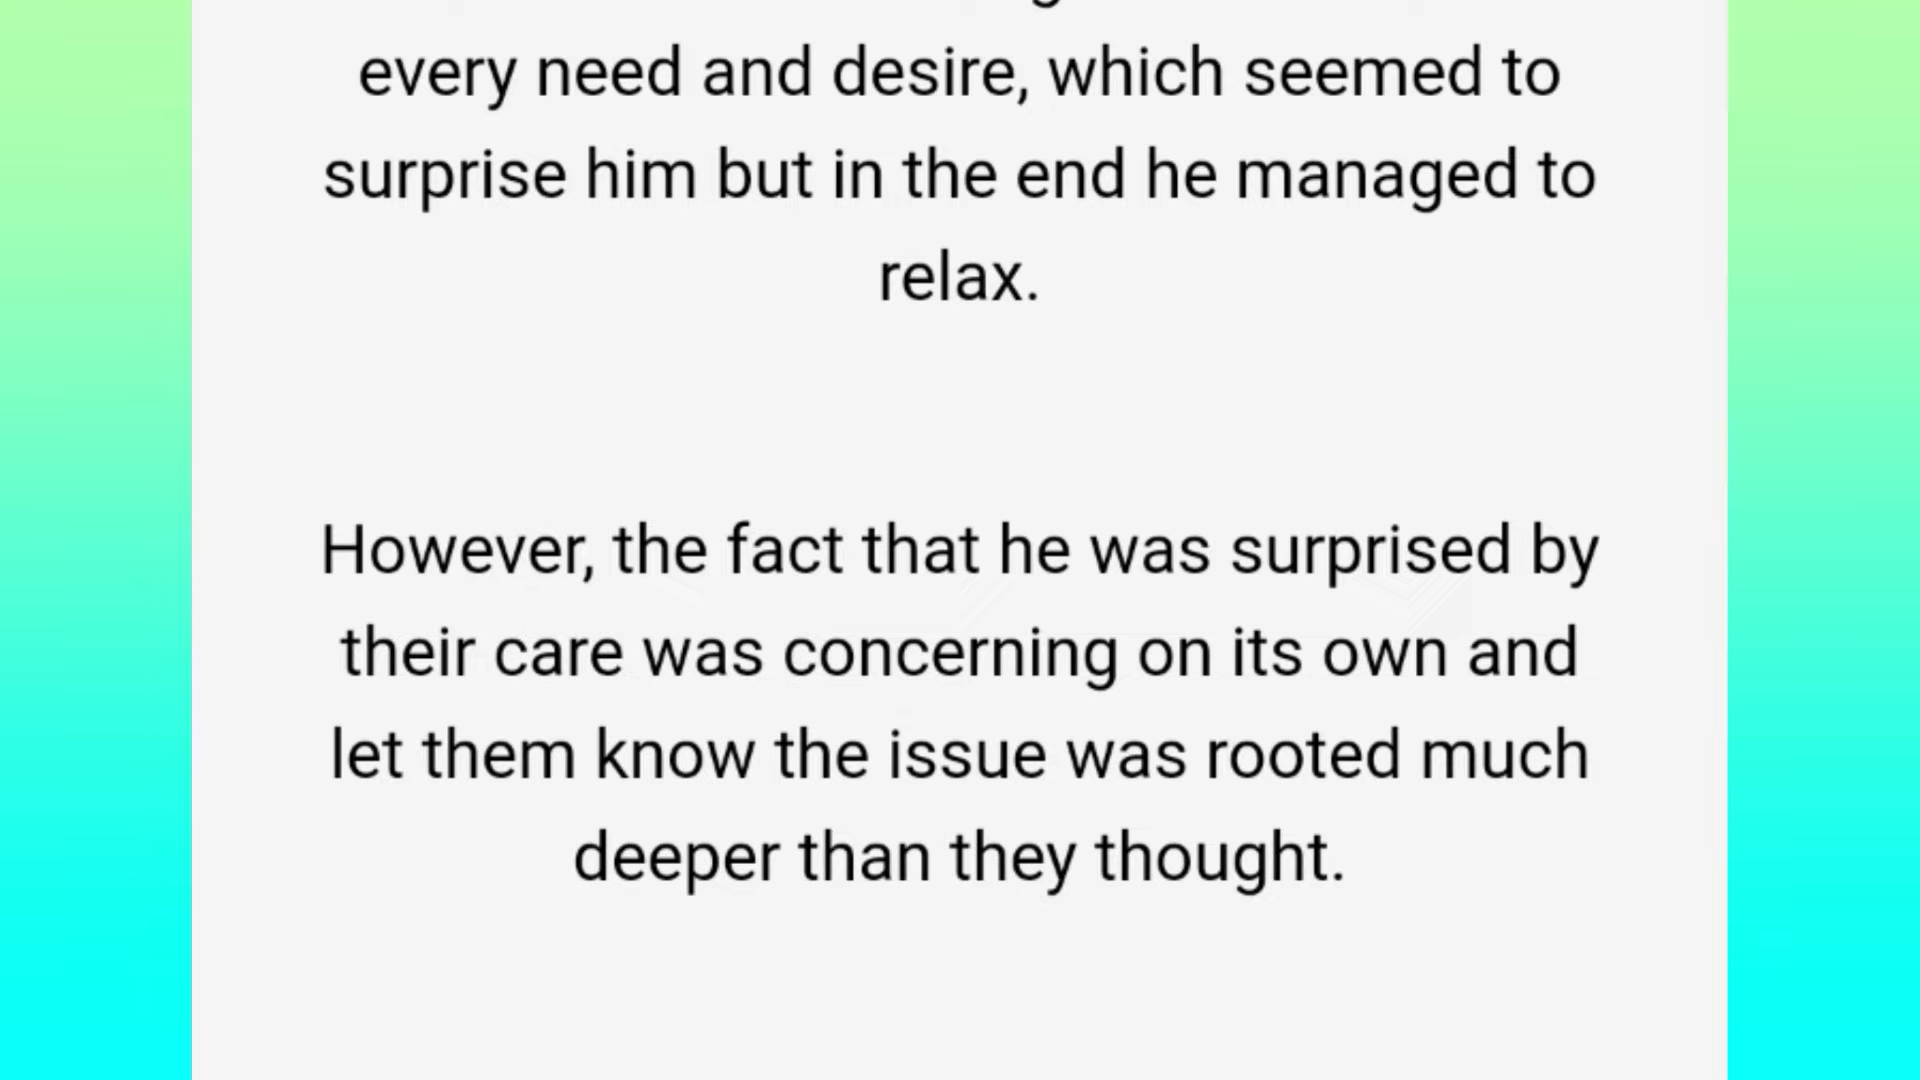 every need and desire, which seemed to
surprise him but in the end he managed to
relax.
However, the fact that he was surprised by
their care was concerning on its own and
let them know the issue was rooted much
deeper than they thought.